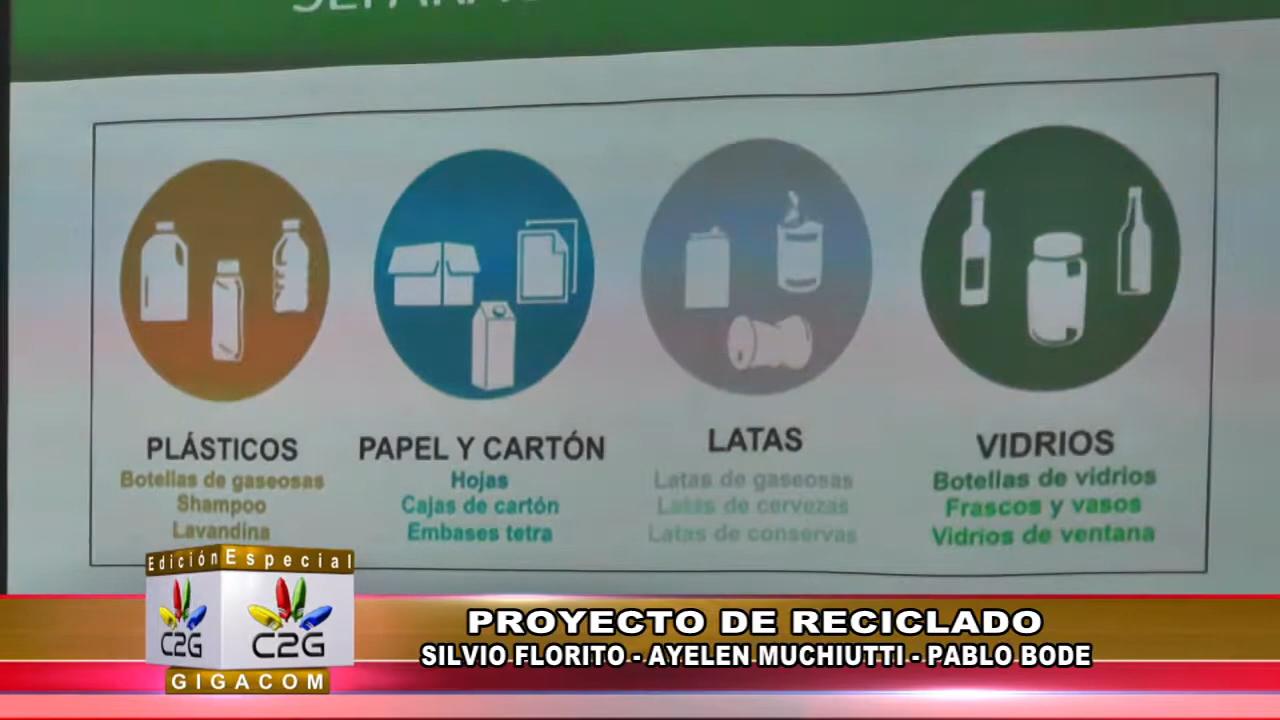 PLÁSTICOS
Botellas de gaseosas
Shampoo
Lavandina
PAPEL Y CARTÓN
Hojas
Cajas de cartón
Embases tetra
LATAS
Latas de gaseosas
Latas de cervezas
Latas de conservas
VIDRIOS
Botellas de vidrios
Frascos y vasos
Vidrios de ventana
Edición Especial
C2G C2G
GIGACOM
PROYECTO DE RECICLADO
SILVIO FLORITO - AYELEN MUCHIUTTI - PABLO BODE